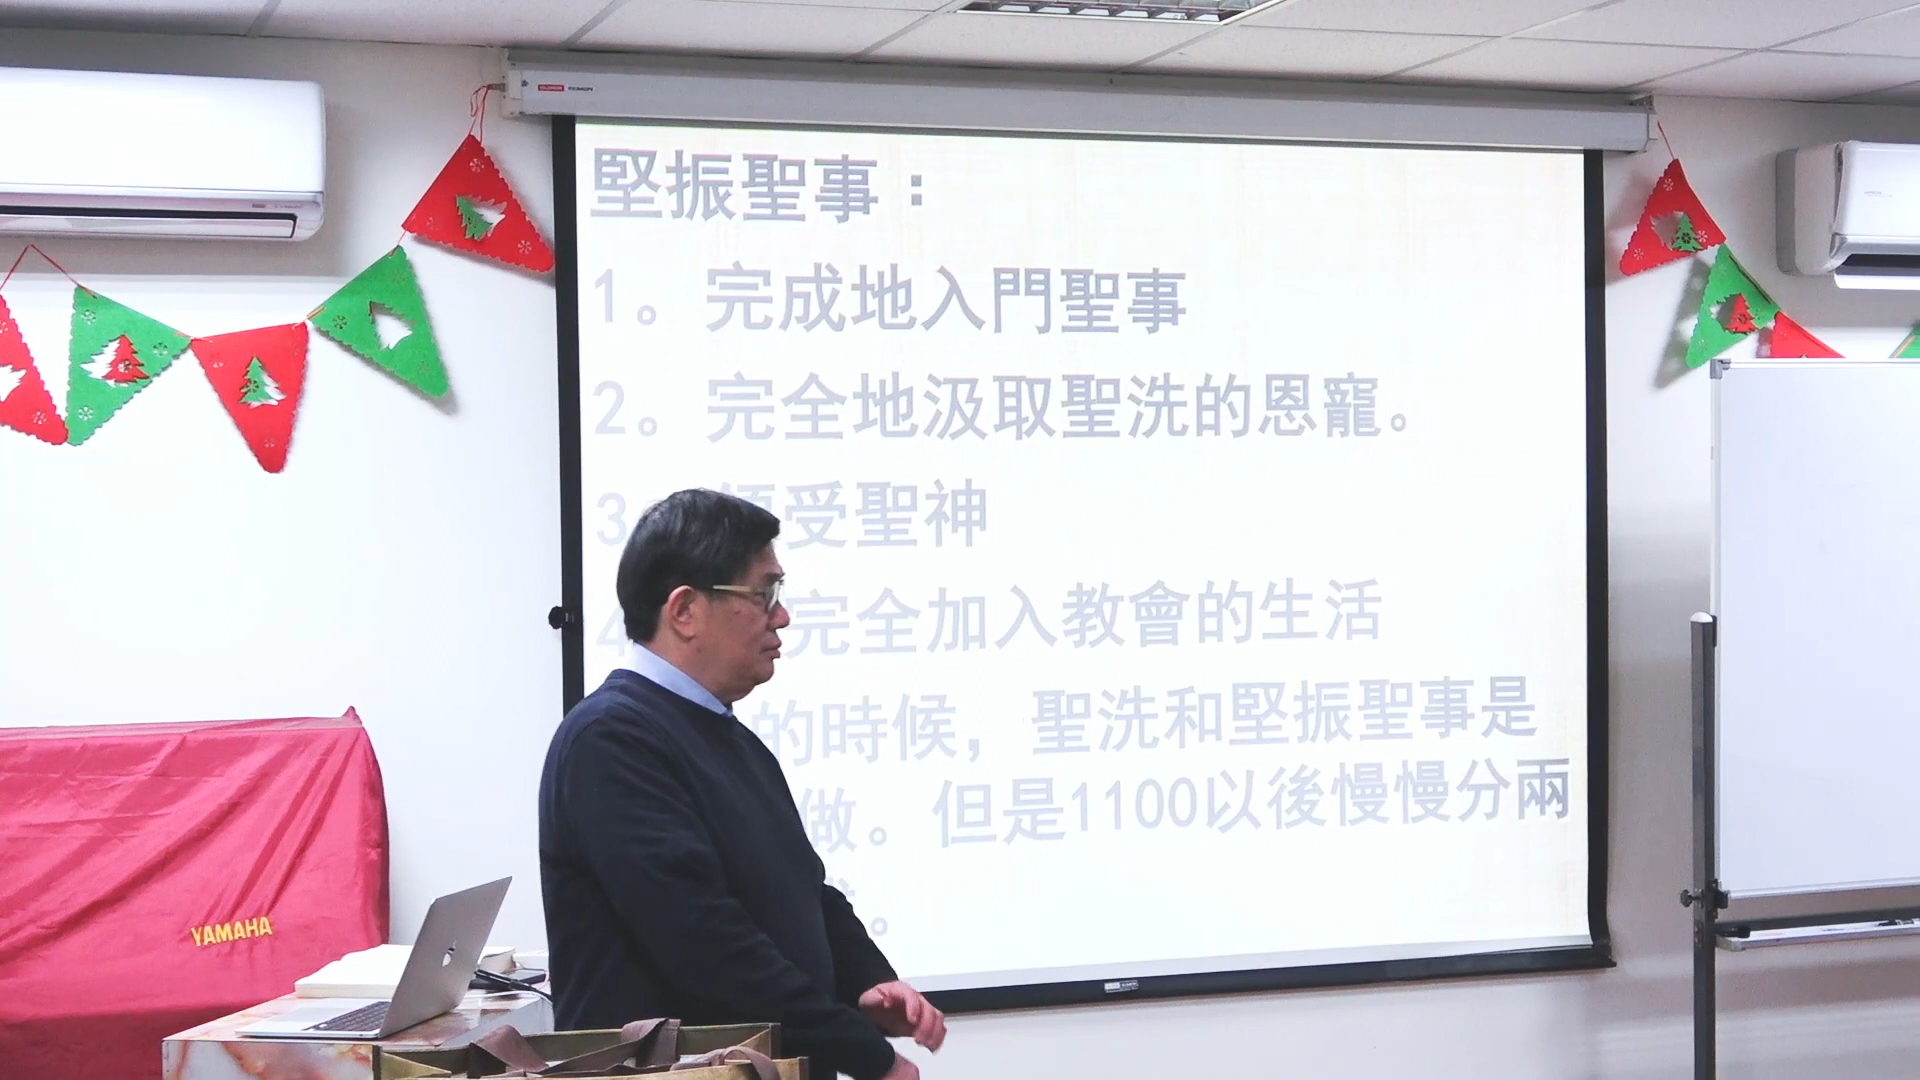 堅振聖事：
1。完成地入門聖事
2。完全地汲取聖洗的恩寵。
3 受聖神
4 完全加入教會的生活
的時候，聖洗和堅振聖事是
做。但是1100以後慢慢分兩
。
YAMAHA